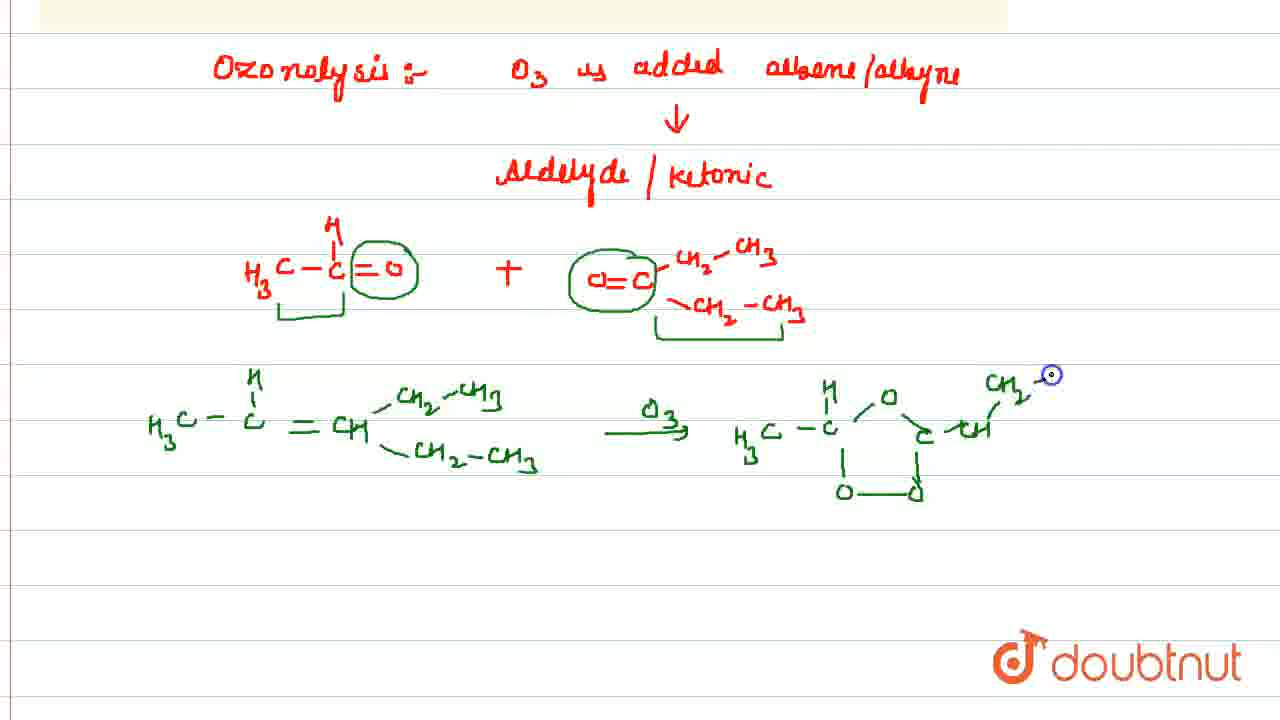 Ozonolysis :- O3 is added alkene/alkyne
↓
Aldelyde / Ketonic
H
H3C - C = O + O = C CH2 - CH3
CH2 - CH3
H
H3C - C = CH CH2 - CH3
CH2 - CH3
O3
H
H3C - C O C - CH CH2 -
O O
doubtnut